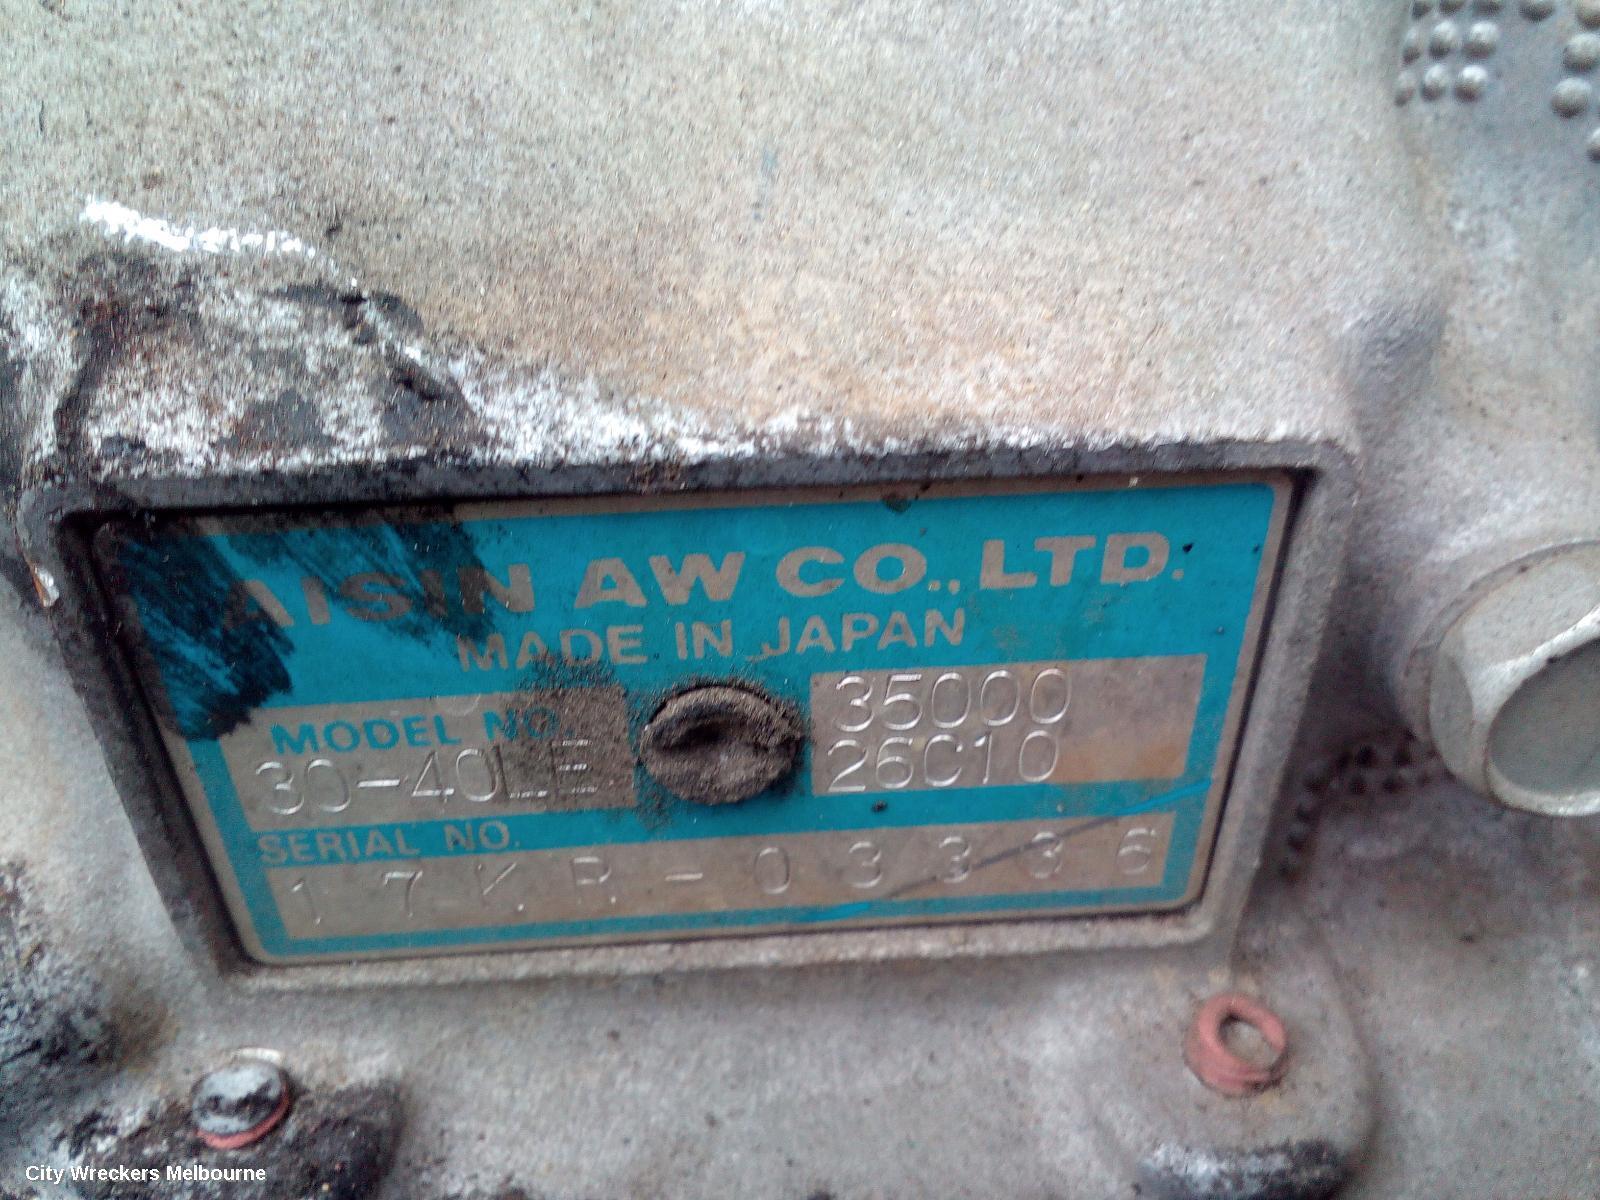 AISIN AW CO., LTD.
MADE IN JAPAN
MODEL NO.
30-40LE
35000
26C10
SERIAL NO.
17KR-03336
City Wreckers Melbourne